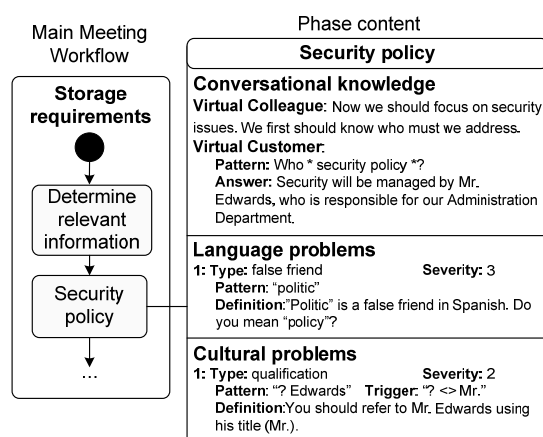 Main Meeting
Workflow
Storage
requirements
Determine
relevant
information
Security
policy
...
Phase content
Security policy
Conversational knowledge
Virtual Colleague: Now we should focus on security
issues. We first should know who must we address.
Virtual Customer:
Pattern: Who * security policy *?
Answer: Security will be managed by Mr.
Edwards, who is responsible for our Administration
Department.
Language problems
1: Type: false friend Severity: 3
Pattern: “politic”
Definition:”Politic” is a false friend in Spanish. Do
you mean “policy”?
Cultural problems
1: Type: qualification Severity: 2
Pattern: “? Edwards” Trigger: “? <> Mr.”
Definition:You should refer to Mr. Edwards using
his title (Mr.).